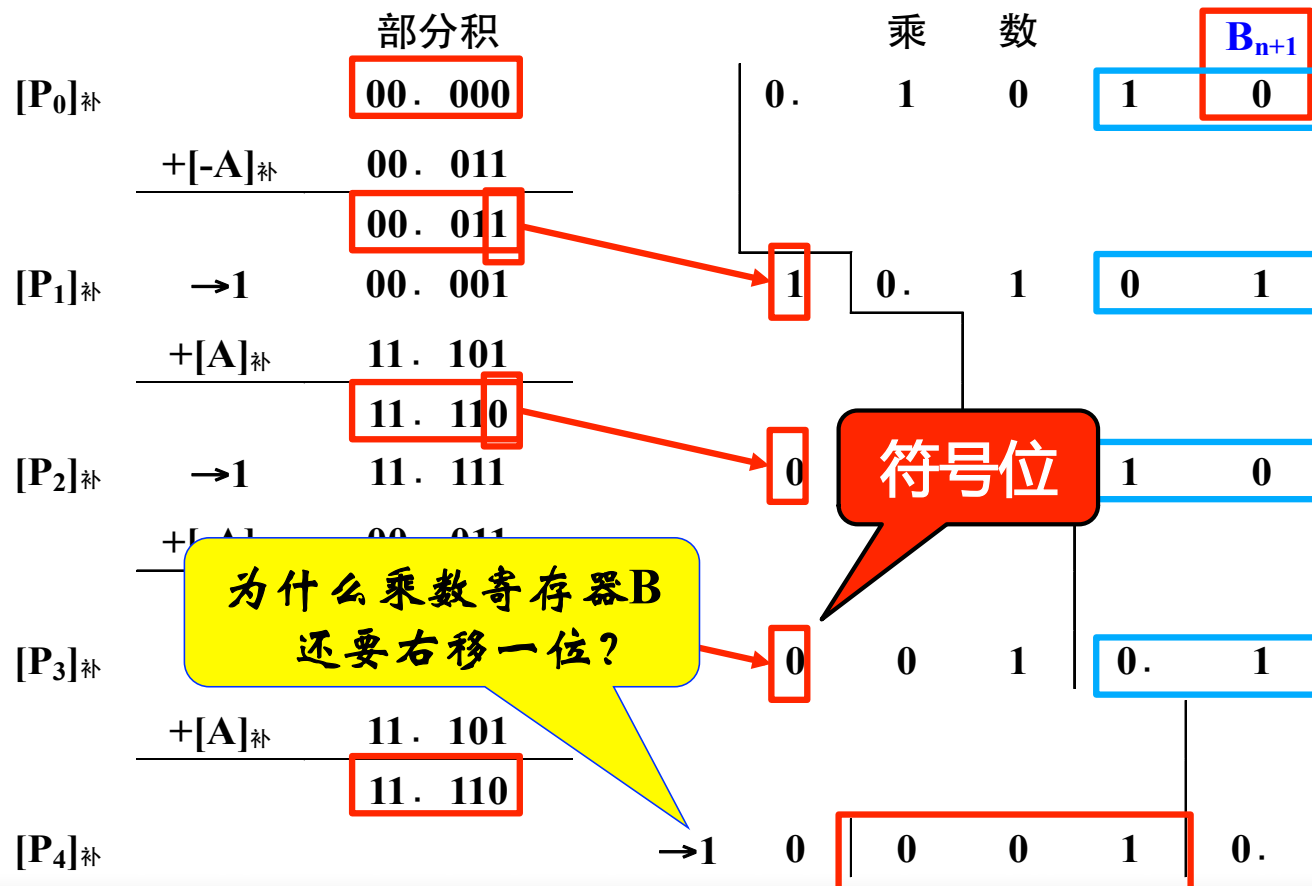 部分积 乘 数 Bn+1
[P0]补 00. 000 0. 1 0 1 0
+[-A]补 00. 011
00. 011
[P1]补 →1 00. 001 1 0. 1 0 1
+[A]补 11. 101
11. 110
[P2]补 →1 11. 111 0 符号位 1 0
为什么乘数寄存器B
还要右移一位?
[P3]补 0 0 1 0. 1
+[A]补 11. 101
11. 110
[P4]补 →1 0 0 0 1 0.